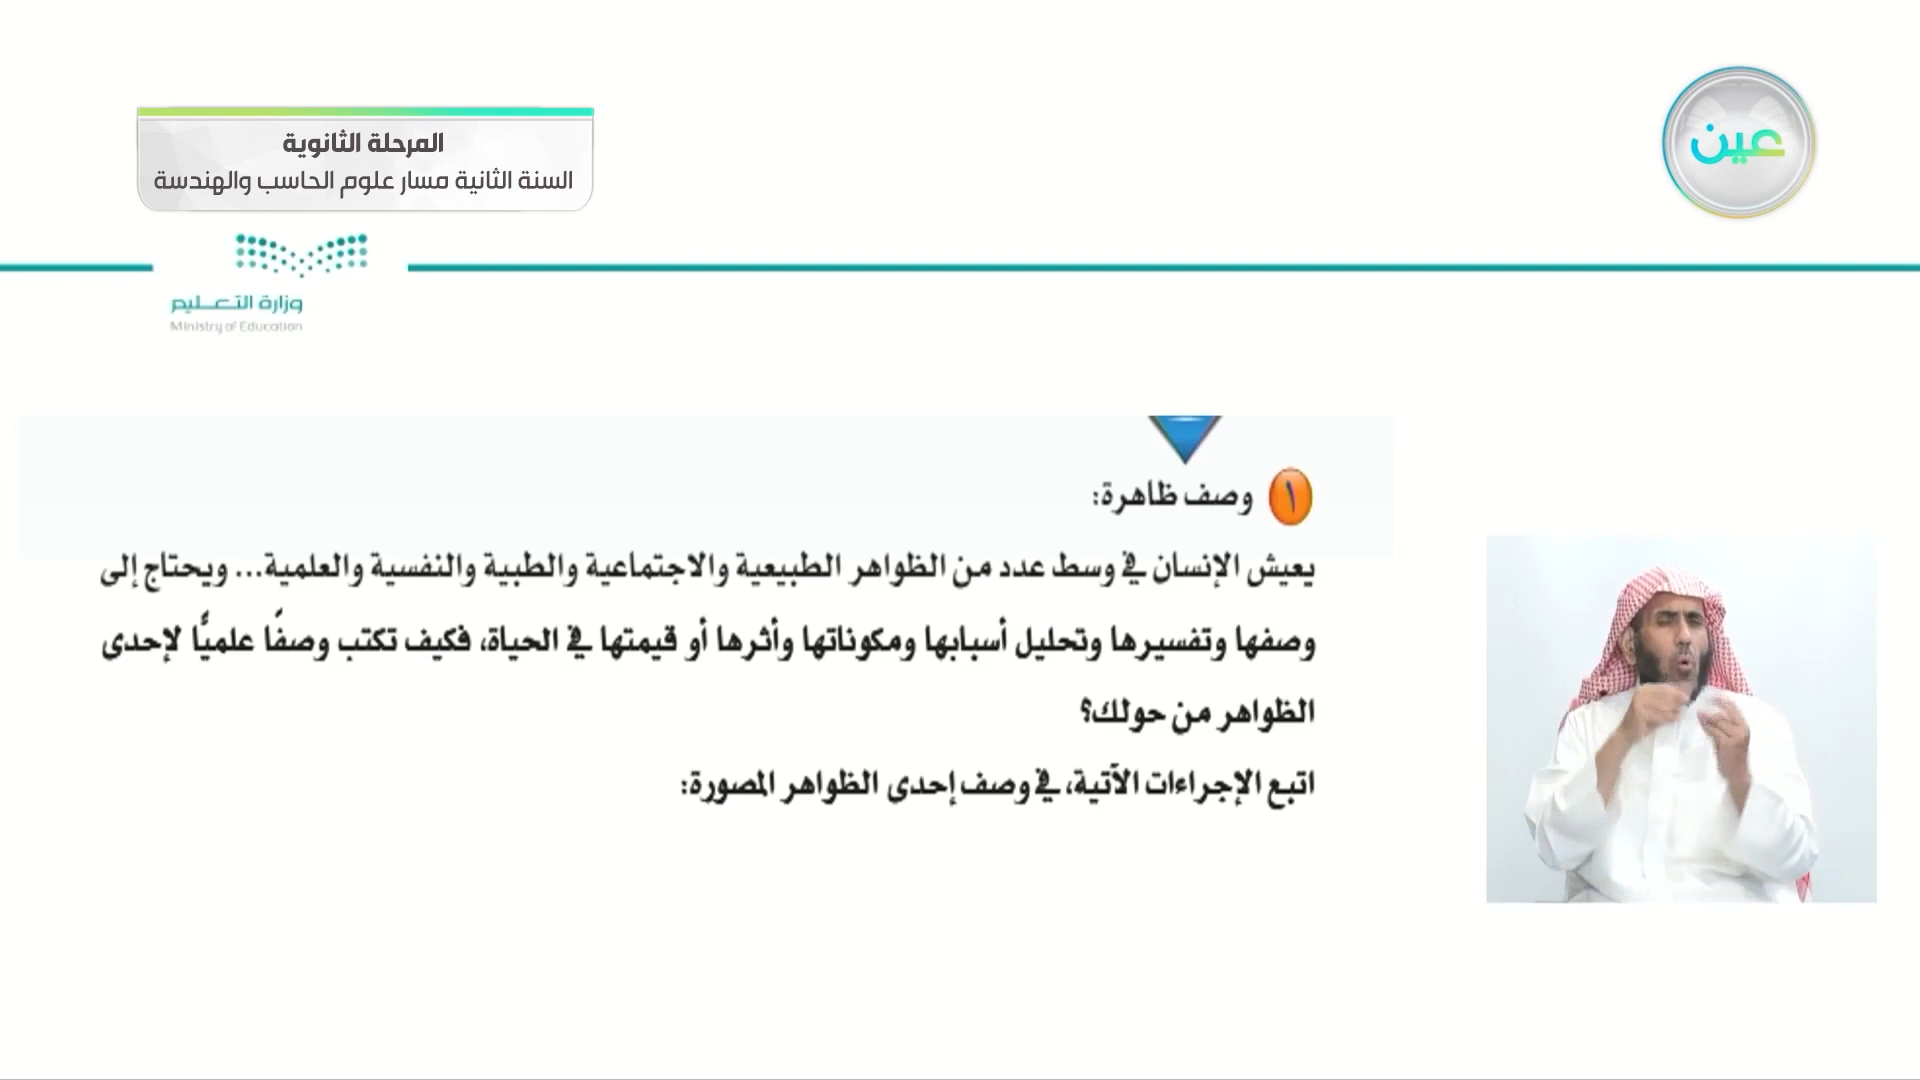 المرحلة الثانوية
السنة الثانية مسار علوم الحاسب والهندسة
عين
وزارة التعليم
Ministry of Education
١ وصف ظاهرة:
يعيش الإنسان في وسط عدد من الظواهر الطبيعية والاجتماعية والطبية والنفسية والعلمية... ويحتاج إلى
وصفها وتفسيرها وتحليل أسبابها ومكوناتها وأثرها أو قيمتها في الحياة، فكيف تكتب وصفًا علميًّا لإحدى
الظواهر من حولك؟
اتبع الإجراءات الآتية، في وصف إحدى الظواهر المصورة: